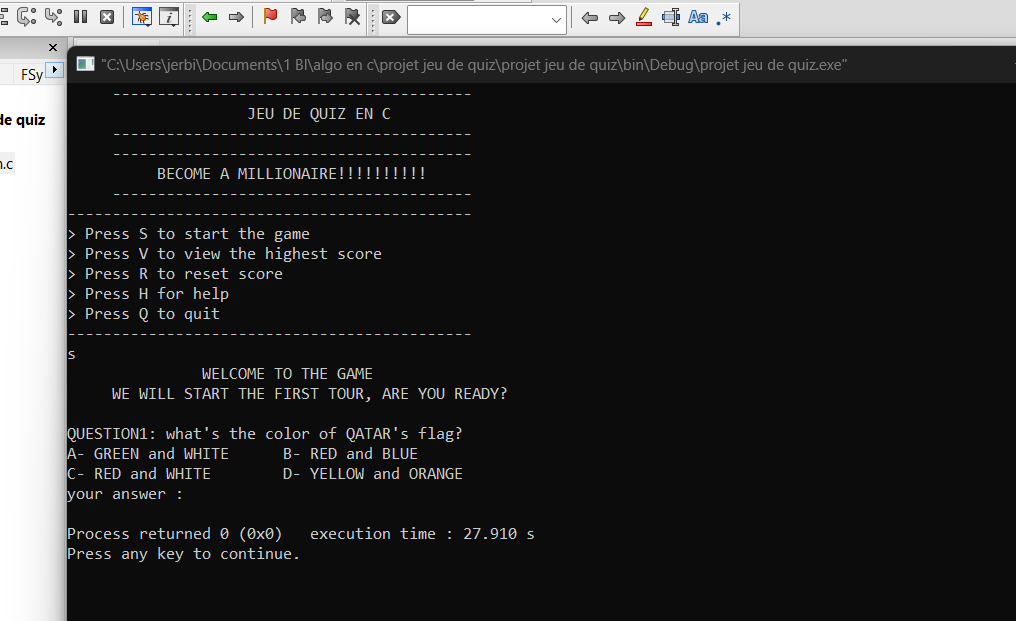 Aa .*
"C:\Users\jerbi\Documents\1 BI\algo en c\projet jeu de quiz\projet jeu de quiz\bin\Debug\projet jeu de quiz.exe"
FSy
de quiz
.c
----------------------------------------
JEU DE QUIZ EN C
----------------------------------------
----------------------------------------
BECOME A MILLIONAIRE!!!!!!!!!!
----------------------------------------
---------------------------------------------
> Press S to start the game
> Press V to view the highest score
> Press R to reset score
> Press H for help
> Press Q to quit
---------------------------------------------
s
WELCOME TO THE GAME
WE WILL START THE FIRST TOUR, ARE YOU READY?
QUESTION1: what's the color of QATAR's flag?
A- GREEN and WHITE B- RED and BLUE
C- RED and WHITE D- YELLOW and ORANGE
your answer :
Process returned 0 (0x0) execution time : 27.910 s
Press any key to continue.